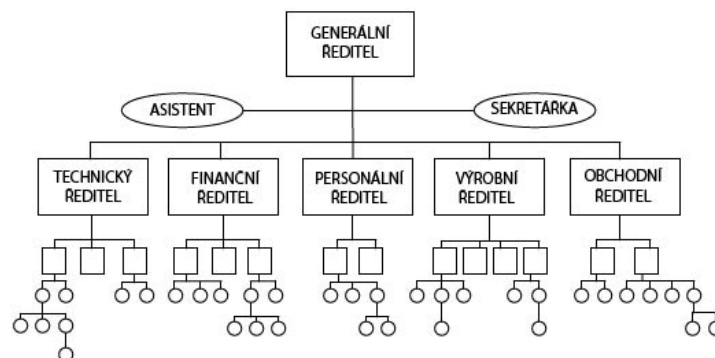 GENERÁLNÍ
ŘEDITEL
ASISTENT
SEKRETÁŘKA
TECHNICKÝ
ŘEDITEL
FINANČNÍ
ŘEDITEL
PERSONÁLNÍ
ŘEDITEL
VÝROBNÍ
ŘEDITEL
OBCHODNÍ
ŘEDITEL